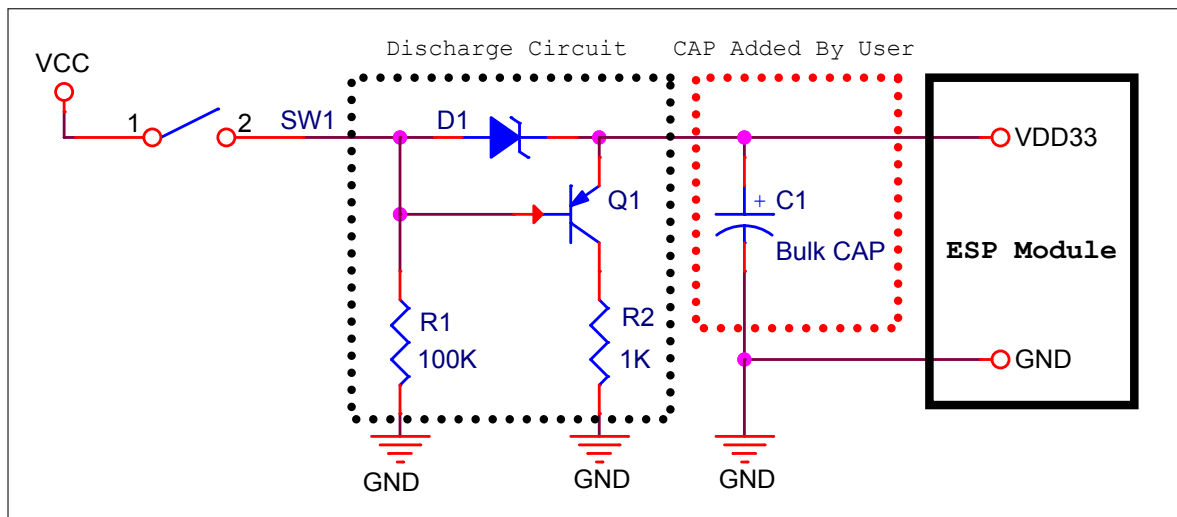 Discharge Circuit
CAP Added By User
VCC
1
2
SW1
D1
VDD33
Q1
+
C1
Bulk CAP
ESP Module
R1
100K
R2
1K
GND
GND
GND
GND